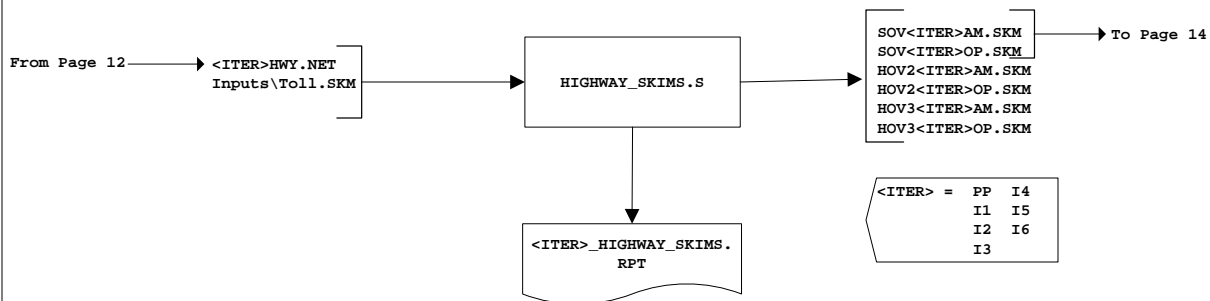 From Page 12
<ITER>HWY.NET
Inputs\Toll.SKM
HIGHWAY_SKIMS.S
SOV<ITER>AM.SKM
SOV<ITER>OP.SKM
HOV2<ITER>AM.SKM
HOV2<ITER>OP.SKM
HOV3<ITER>AM.SKM
HOV3<ITER>OP.SKM
To Page 14
<ITER>_HIGHWAY_SKIMS.
RPT
<ITER> = PP I4
I1 I5
I2 I6
I3